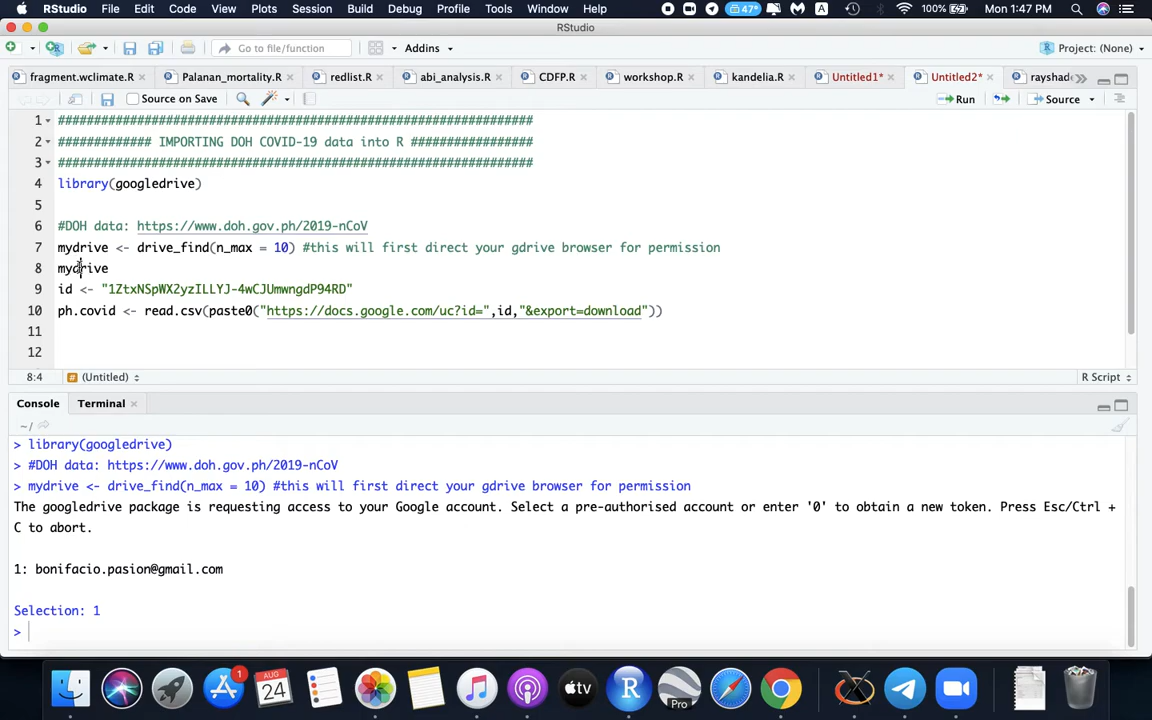 RStudio File Edit Code View Plots Session Build Debug Profile Tools Window Help 47° A 100% Mon 1:47 PM
RStudio
Go to file/function Addins Project: (None)
fragment.wclimate.R Palanan_mortality.R redlist.R abi_analysis.R CDFP.R workshop.R kandelia.R Untitled1* Untitled2* rayshad
Source on Save Run Source
1 ##################################################################
2 ############# IMPORTING DOH COVID-19 data into R #################
3 ##################################################################
4 library(googledrive)
5
6 #DOH data: https://www.doh.gov.ph/2019-nCoV
7 mydrive <- drive_find(n_max = 10) #this will first direct your gdrive browser for permission
8 mydrive
9 id <- "1ZtxNSpWX2yzILLYJ-4wCJUmwngdP94RD"
10 ph.covid <- read.csv(paste0("https://docs.google.com/uc?id=",id,"&export=download"))
11
12
8:4 # (Untitled) R Script
Console Terminal
~/
> library(googledrive)
> #DOH data: https://www.doh.gov.ph/2019-nCoV
> mydrive <- drive_find(n_max = 10) #this will first direct your gdrive browser for permission
The googledrive package is requesting access to your Google account. Select a pre-authorised account or enter '0' to obtain a new token. Press Esc/Ctrl +
C to abort.
1: bonifacio.pasion@gmail.com
Selection: 1
>
1 AUG 24 tv R Pro